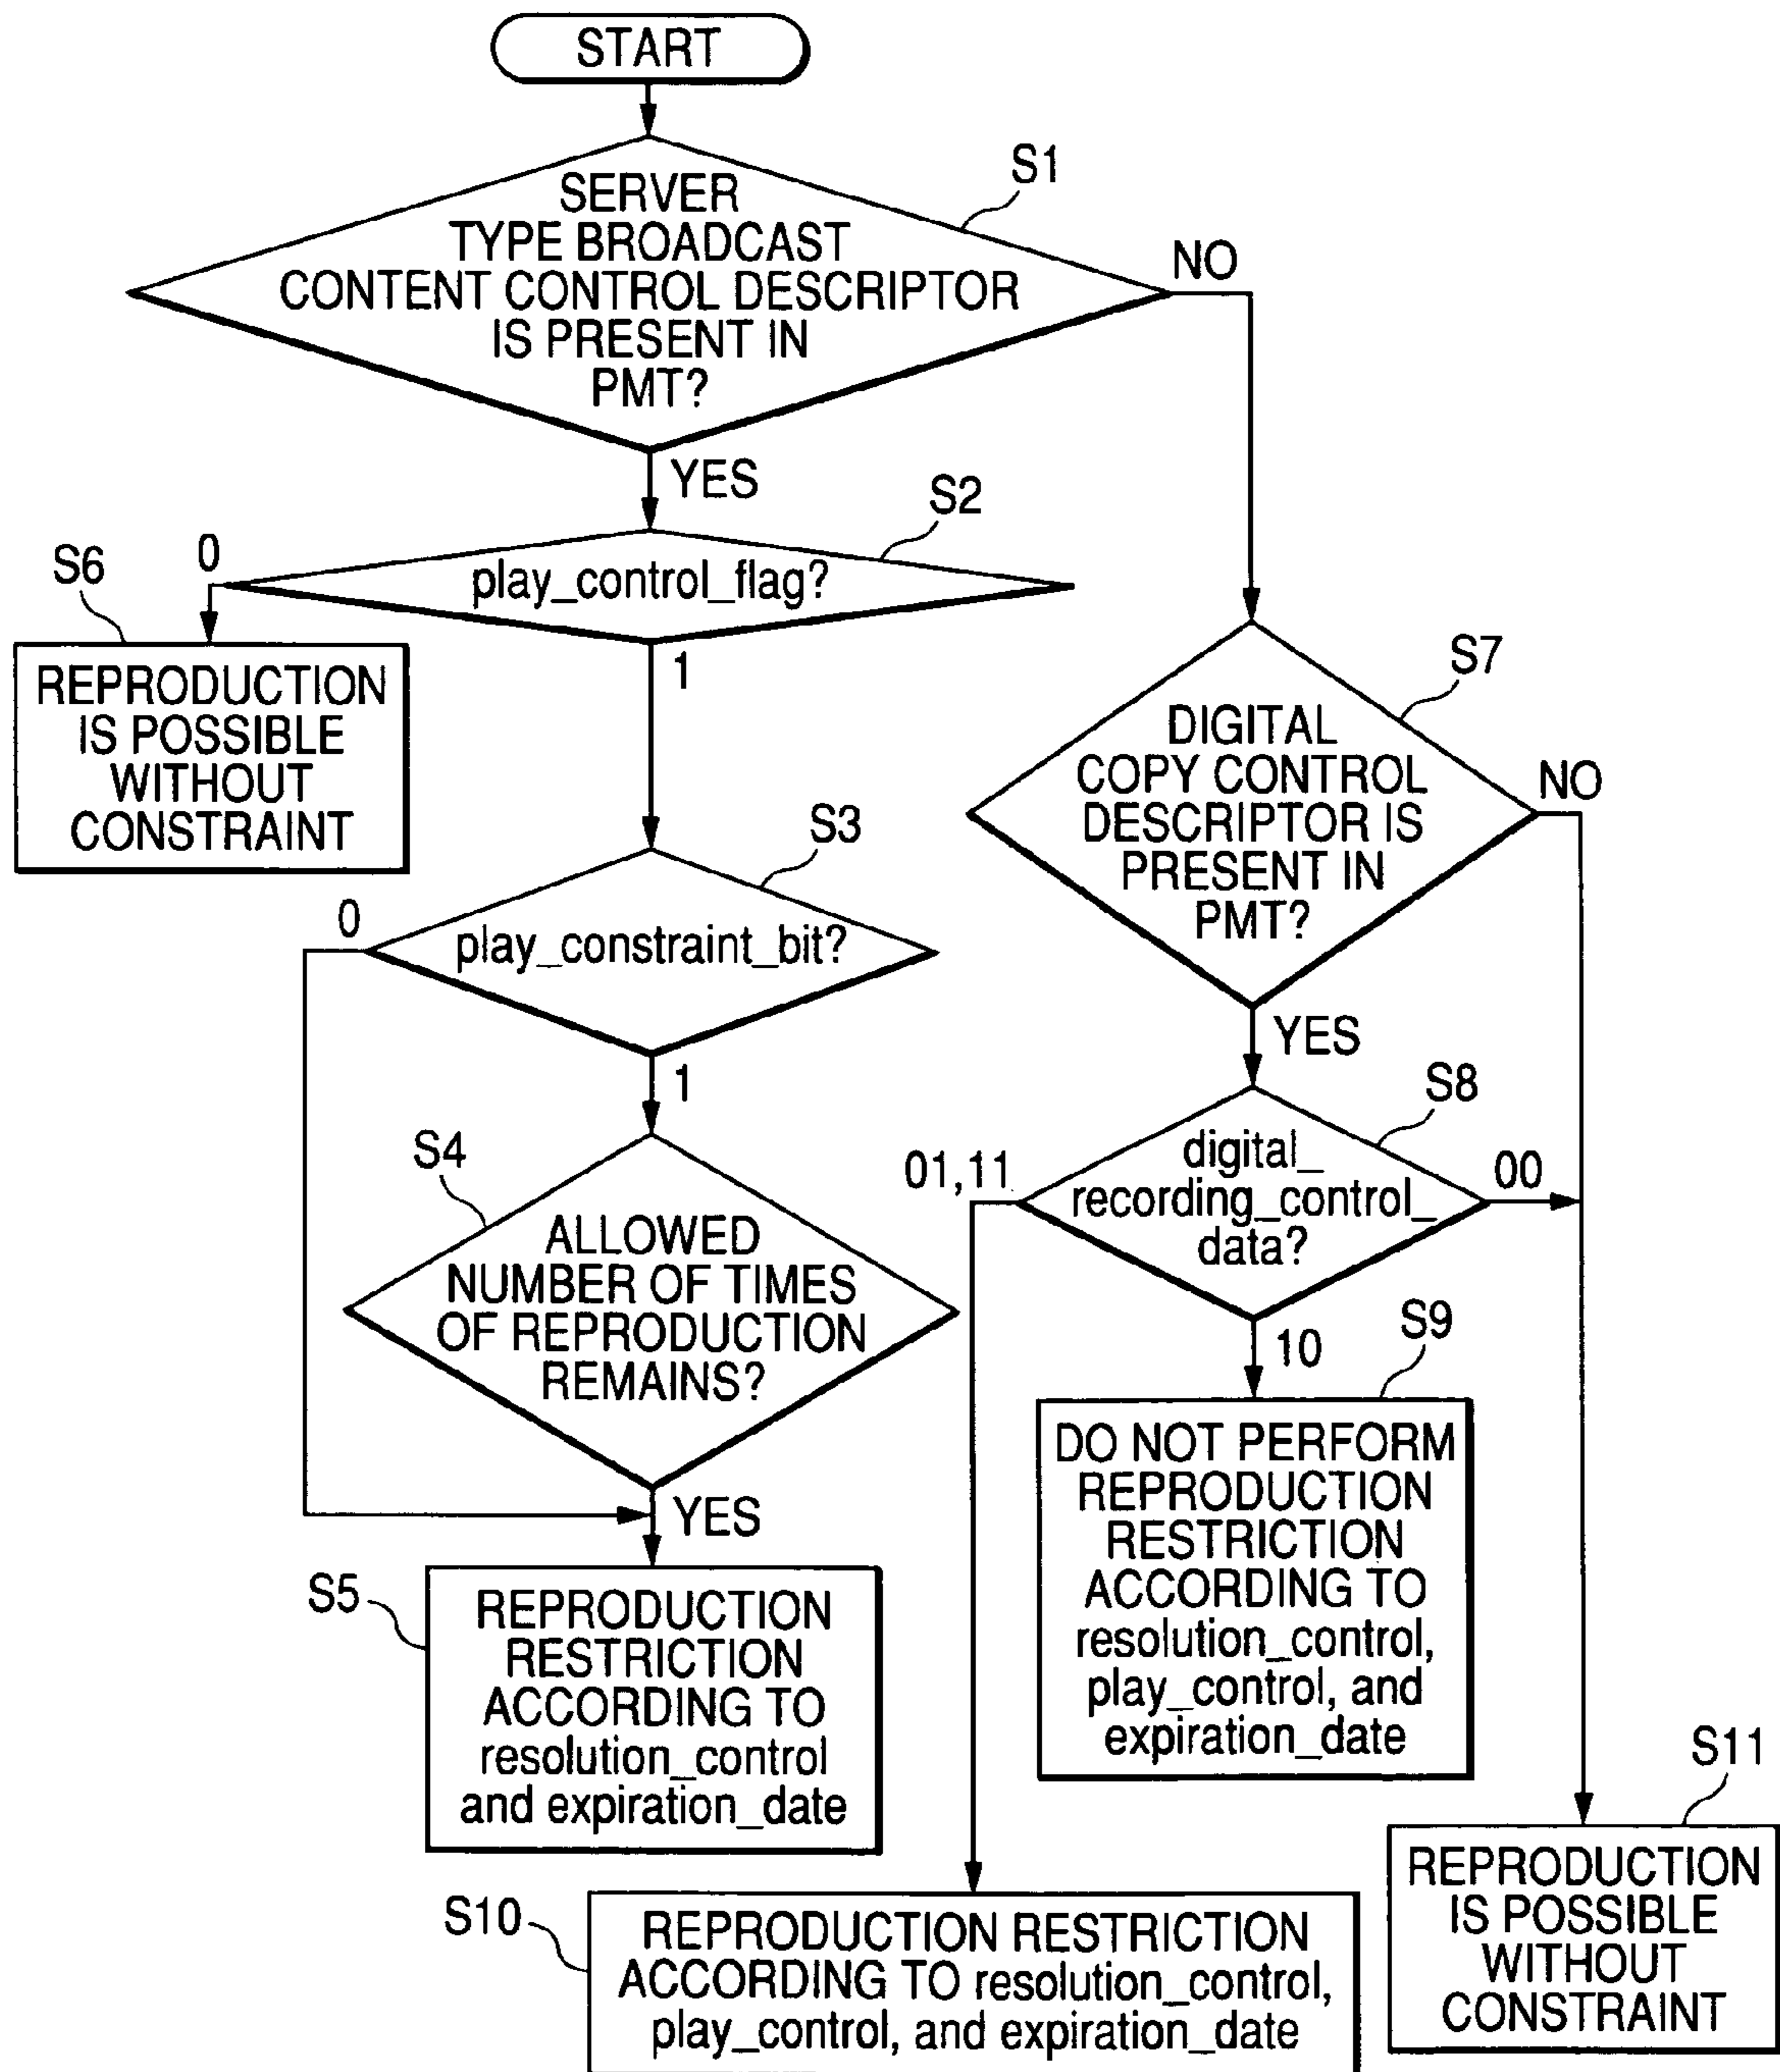 START
S1
SERVER
TYPE BROADCAST
CONTENT CONTROL DESCRIPTOR
IS PRESENT IN
PMT?
NO
YES
S2
play_control_flag?
0
1
S6
REPRODUCTION
IS POSSIBLE
WITHOUT
CONSTRAINT
S3
play_constraint_bit?
0
1
S4
ALLOWED
NUMBER OF TIMES
OF REPRODUCTION
REMAINS?
YES
S5
REPRODUCTION
RESTRICTION
ACCORDING TO
resolution_control
and expiration_date
S7
DIGITAL
COPY CONTROL
DESCRIPTOR IS
PRESENT IN
PMT?
NO
YES
S8
digital_
recording_control_
data?
01,11
00
10
S9
DO NOT PERFORM
REPRODUCTION
RESTRICTION
ACCORDING TO
resolution_control,
play_control, and
expiration_date
S10
REPRODUCTION RESTRICTION
ACCORDING TO resolution_control,
play_control, and expiration_date
S11
REPRODUCTION
IS POSSIBLE
WITHOUT
CONSTRAINT